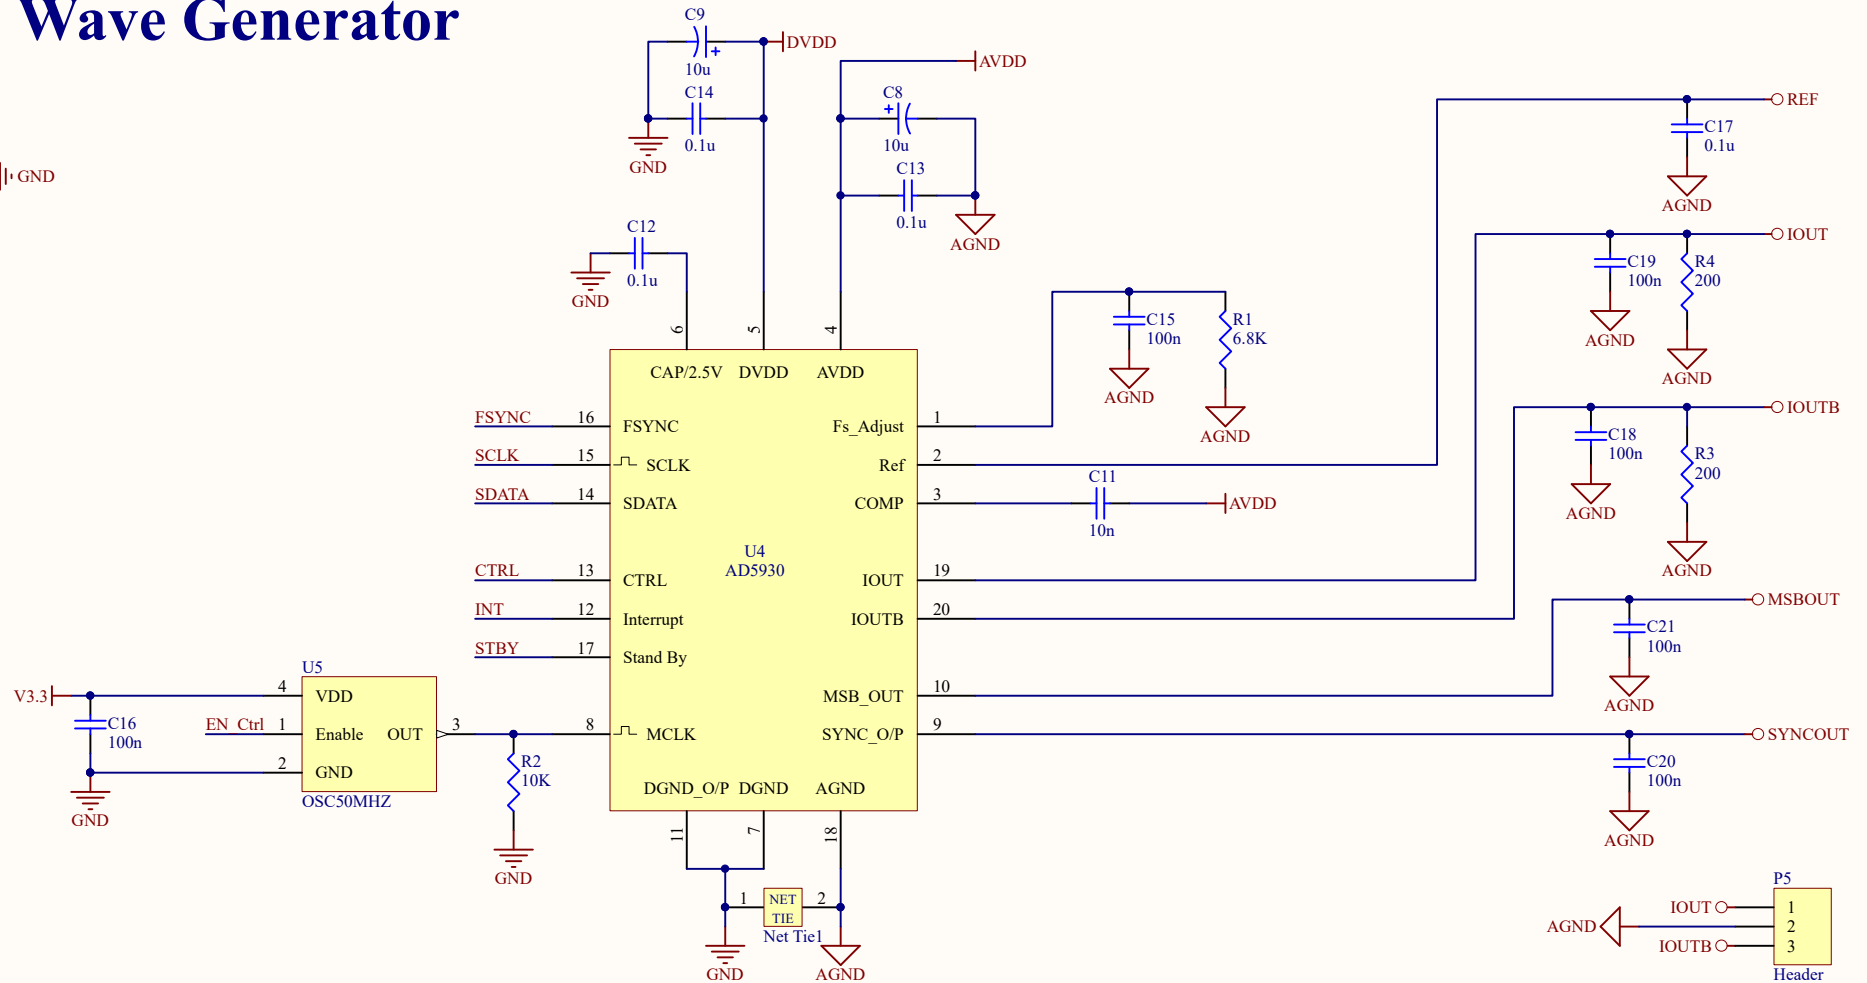 Wave Generator
C9
10u
DVDD
C14
0.1u
GND
AVDD
C8
10u
C13
0.1u
AGND
GND
C12
0.1u
GND
REF
C17
0.1u
AGND
IOUT
C19
100n
AGND
R4
200
AGND
C15
100n
AGND
R1
6.8K
AGND
IOUTB
C18
100n
AGND
R3
200
AGND
6
5
4
CAP/2.5V DVDD AVDD
FSYNC 16 FSYNC
SCLK 15 SCLK
SDATA 14 SDATA
CTRL 13 CTRL
INT 12 Interrupt
STBY 17 Stand By
8 MCLK
U4
AD5930
Fs_Adjust 1
Ref 2
COMP 3
C11
10n
AVDD
IOUT 19
IOUTB 20
MSB_OUT 10
SYNC_O/P 9
DGND_O/P DGND AGND
11
7
18
MSBOUT
C21
100n
AGND
SYNCOUT
C20
100n
AGND
U5
V3.3
4 VDD
EN_Ctrl 1 Enable OUT 3
2 GND
OSC50MHZ
C16
100n
GND
R2
10K
GND
1 NET TIE 2
Net Tie1
GND
AGND
P5
IOUT 1
AGND 2
IOUTB 3
Header